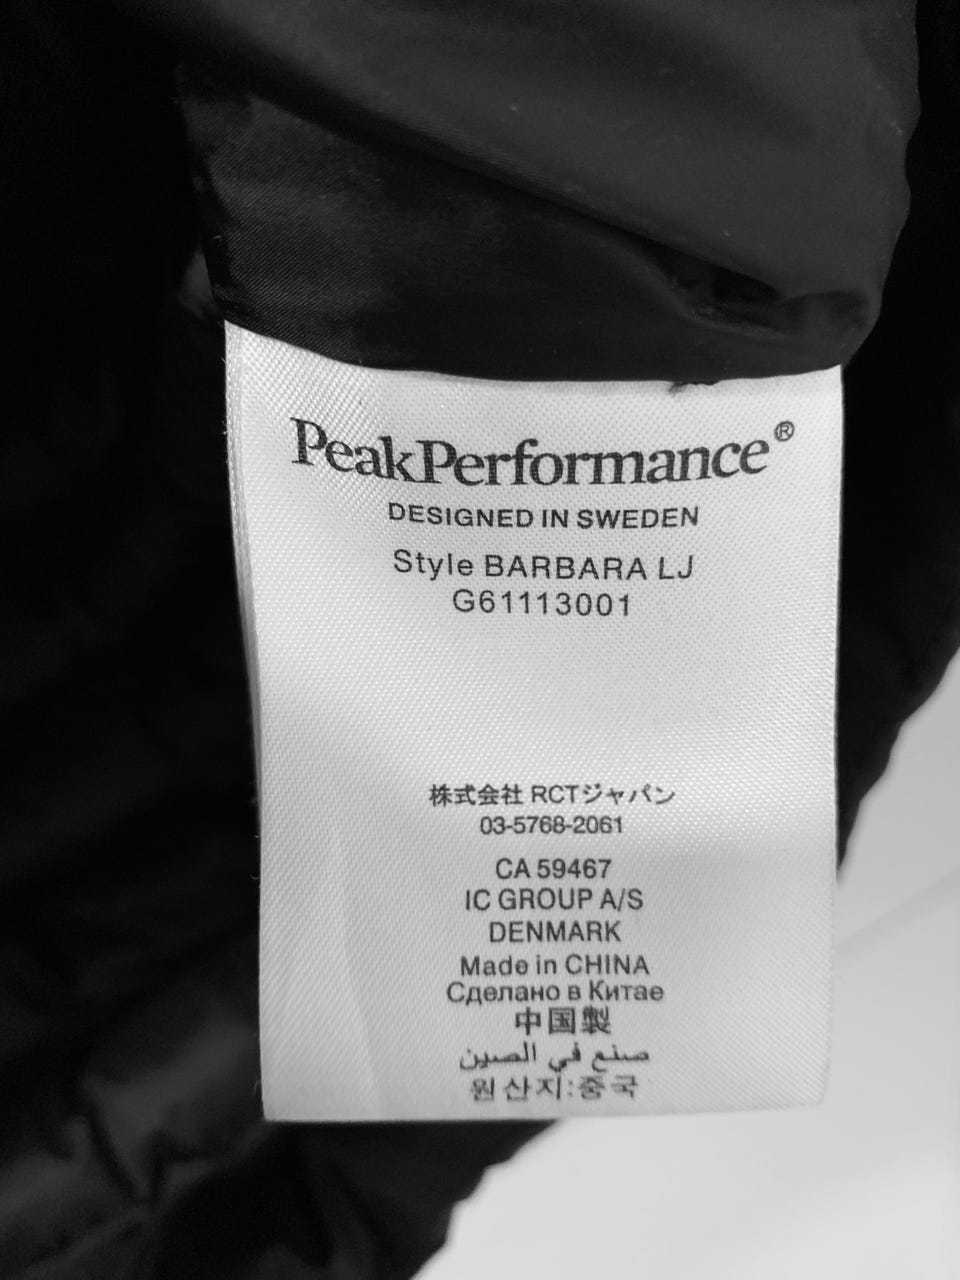 PeakPerformance®
DESIGNED IN SWEDEN
Style BARBARA LJ
G61113001
株式会社 RCTジャパン
03-5768-2061
CA 59467
IC GROUP A/S
DENMARK
Made in CHINA
Сделано в Китае
中国製
صنع في الصين
원산지:중국